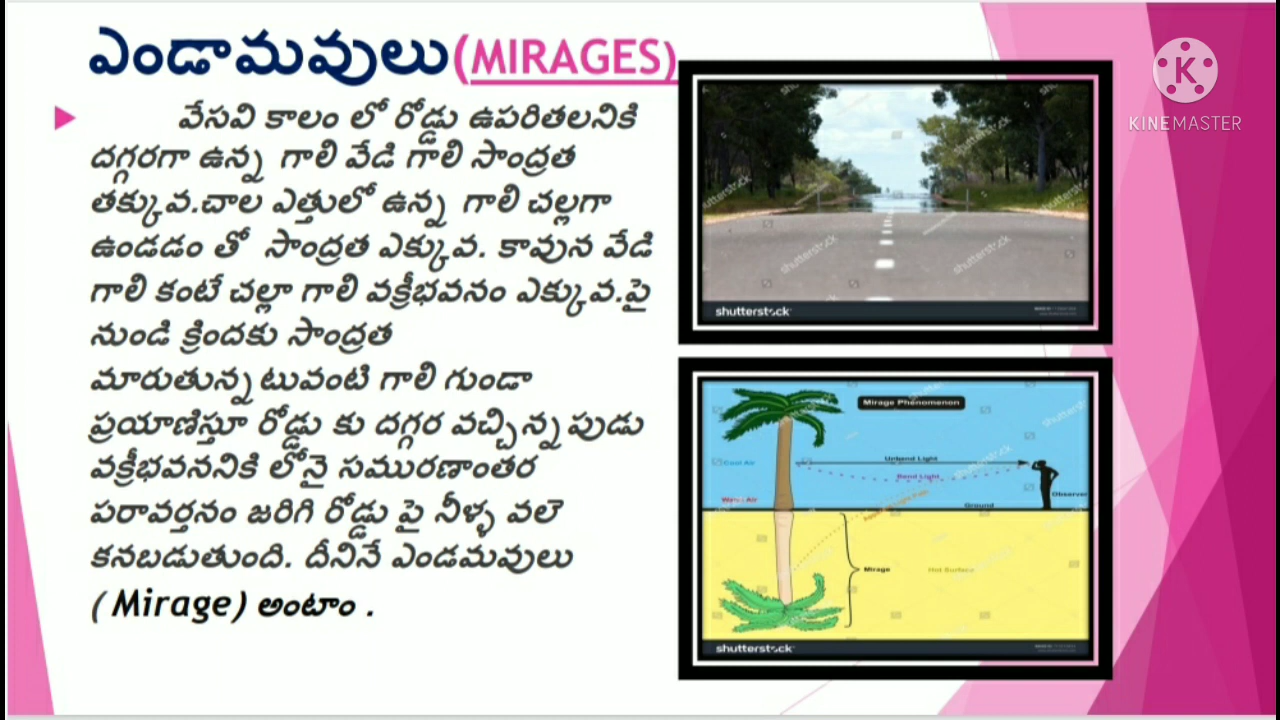 ఎండామవులు(MIRAGES)
వేసవి కాలం లో రోడ్డు ఉపరితలనికి
దగ్గరగా ఉన్న గాలి వేడి గాలి సాంద్రత
తక్కువ.చాల ఎత్తులో ఉన్న గాలి చల్లగా
ఉండడం తో సాంద్రత ఎక్కువ. కావున వేడి
గాలి కంటే చల్లా గాలి వక్రీభవనం ఎక్కువ.పై
నుండి క్రిందకు సాంద్రత
మారుతున్నటువంటి గాలి గుండా
ప్రయాణిస్తూ రోడ్డు కు దగ్గర వచ్చిన్నపుడు
వక్రీభవననికి లోనై సమురణాంతర
పరావర్తనం జరిగి రోడ్డు పై నీళ్ళ వలె
కనబడుతుంది. దీనినే ఎండమవులు
( Mirage) అంటాం .
KINEMASTER
shutterstock
Mirage Phenomenon
Cool Air
Unbend Light
Bend Light
Observer
Warm Air
Ground
Mirage
Hot Surface
shutterstock